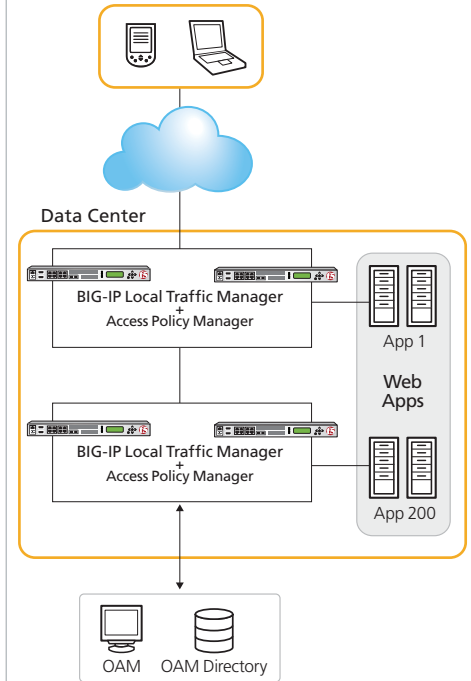 Data Center
BIG-IP Local Traffic Manager
+
Access Policy Manager
App 1
Web
Apps
BIG-IP Local Traffic Manager
+
Access Policy Manager
App 200
OAM
OAM Directory